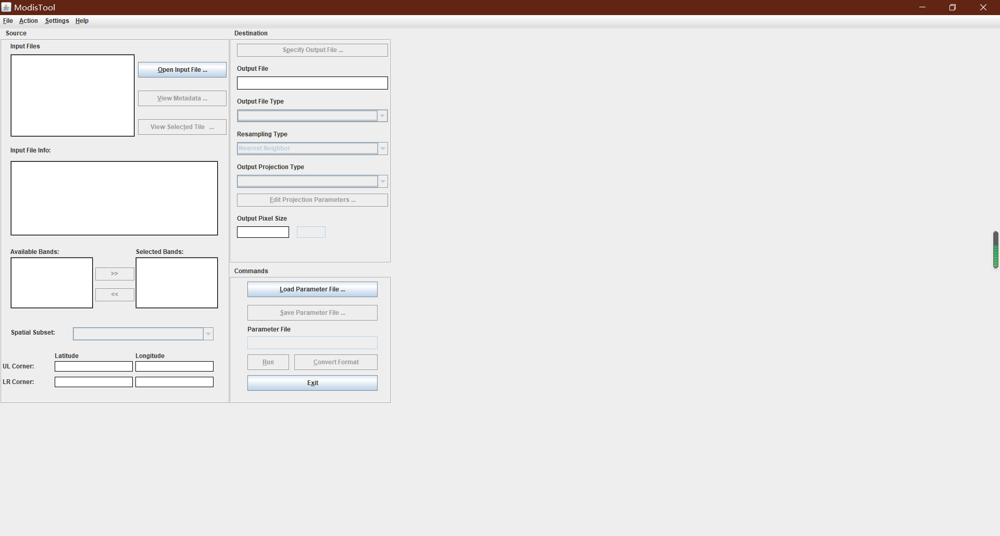 ModisTool
File Action Settings Help
Source
Input Files
Open Input File ...
View Metadata ...
View Selected Tile ...
Input File Info:
Available Bands:
Selected Bands:
>>
<<
Spatial Subset:
Latitude
Longitude
UL Corner:
LR Corner:
Destination
Specify Output File ...
Output File
Output File Type
Resampling Type
Nearest Neighbor
Output Projection Type
Edit Projection Parameters ...
Output Pixel Size
Commands
Load Parameter File ...
Save Parameter File ...
Parameter File
Run
Convert Format
Exit